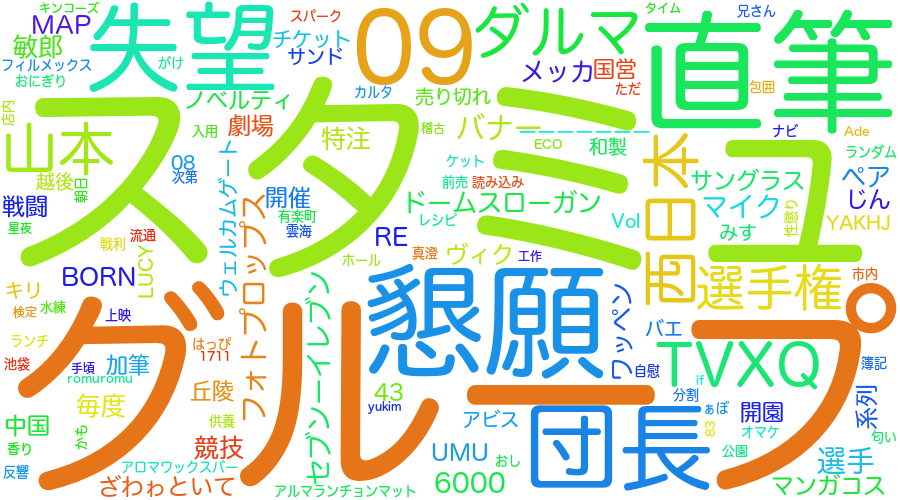 キンコーズ
MAP
敏郎
フィルメックス
おにぎり
失望
がけ
スパーク
チケット
サンド
09
カルタ
ダルマ
メッカ
国営
ただ
タイム
兄さん
直筆
包囲
店内
山本
越後
朝日
戦闘
星夜
スタミュ
ノベルティ
入用
劇場
08
次第
ウェルカムゲート
特注
売り切れ
稽古
バナー
ECO
和製
ケット
前売
読み込み
ドームスローガン
レシピ
Vol
西日本
ナビ
Ade
ランダム
サングラス
ペア
マイク
じん
みす
性懲り
YAKHJ
開催
有楽町
雲海
RE
真澄
ヴィク
工作
ホール
戦利
流通
LUCY
BORN
キリ
検定
水練
上映
フォトプロップス
セブンーイレブン
懇願
ワッペン
選手権
市内
グループ
ランチ
池袋
手頃
romuromu
加筆
はっぴ
1711
毎度
丘陵
供養
43
yukim
自慰
バエ
TVXQ
if
分割
簿記
中国
香り
かも
反響
競技
アロマワックスバー
ざわゎといて
アルマランチョンマット
アビス
UMU
おし
6000
団長
ぁぽ
83
開園
オマケ
公園
系列
匂い
選手
マンガコス